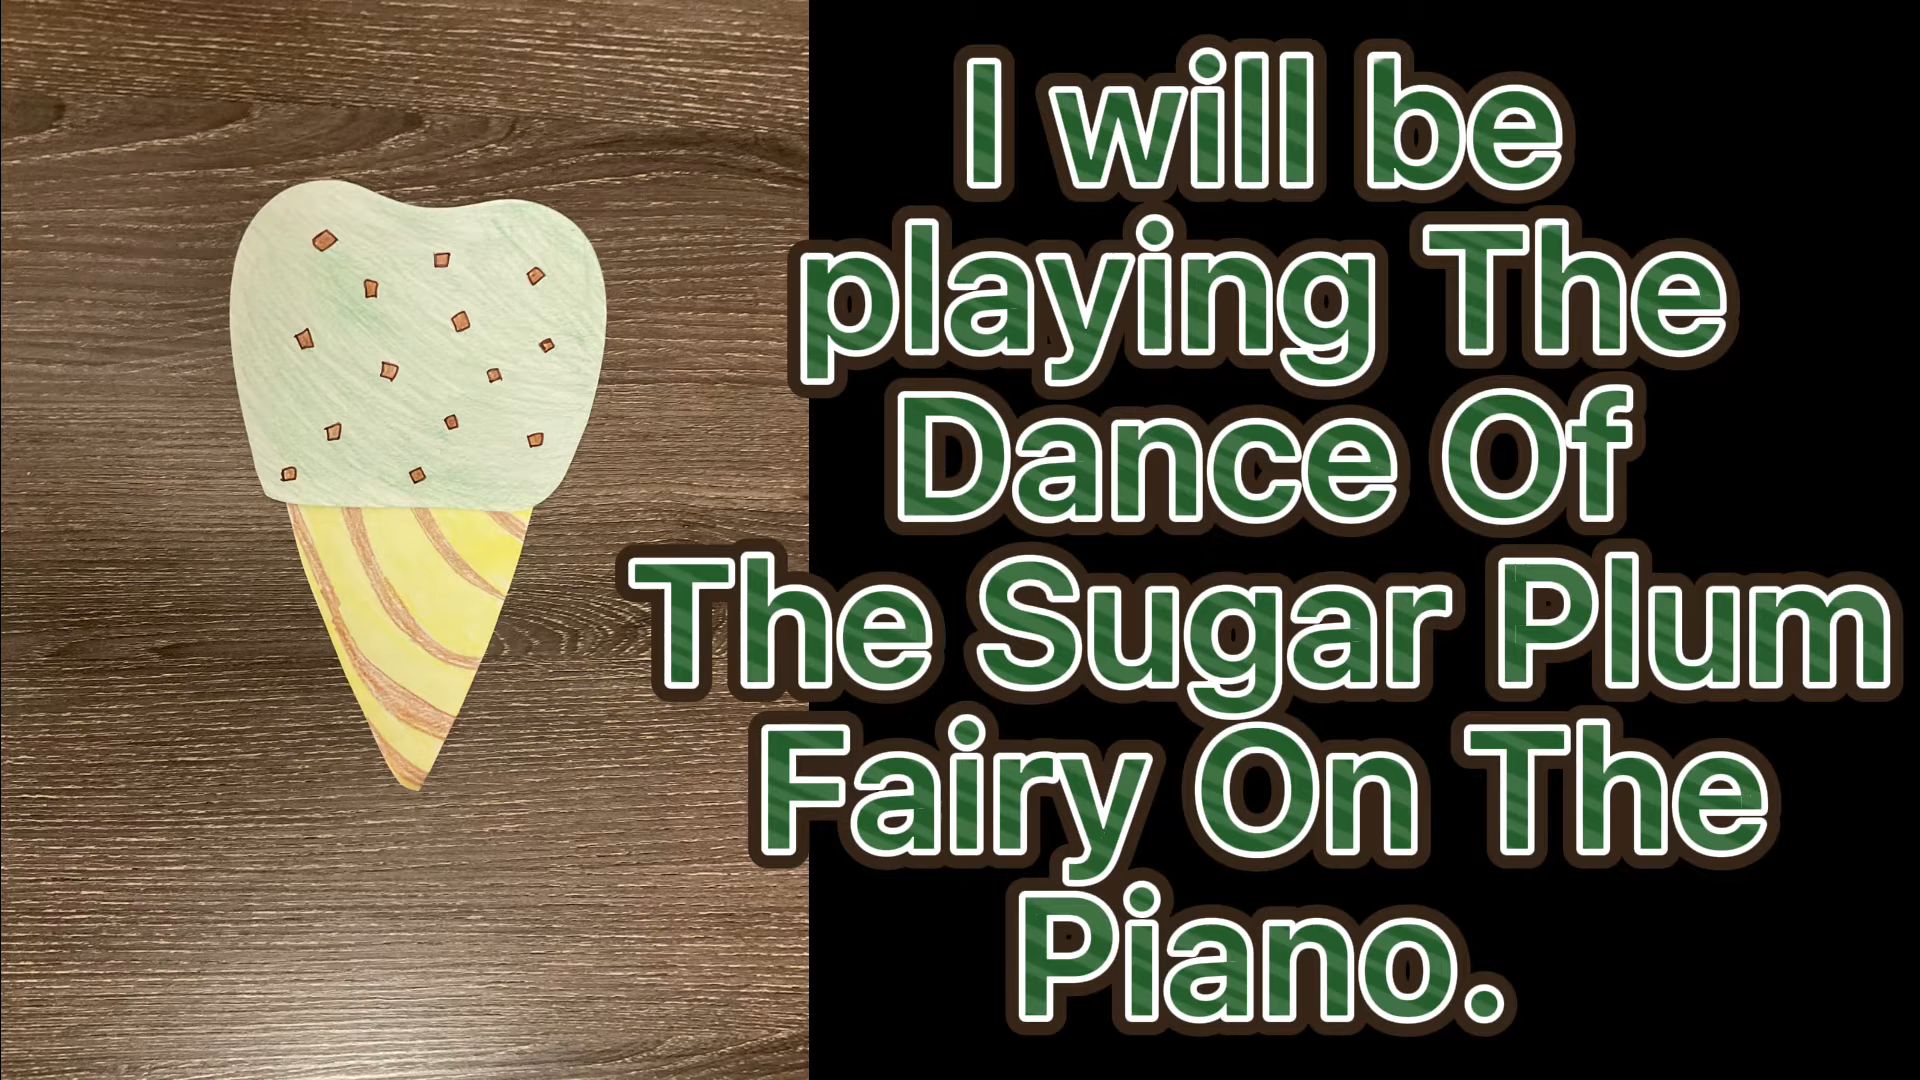 I will be
playing The
Dance Of
The Sugar Plum
Fairy On The
Piano.